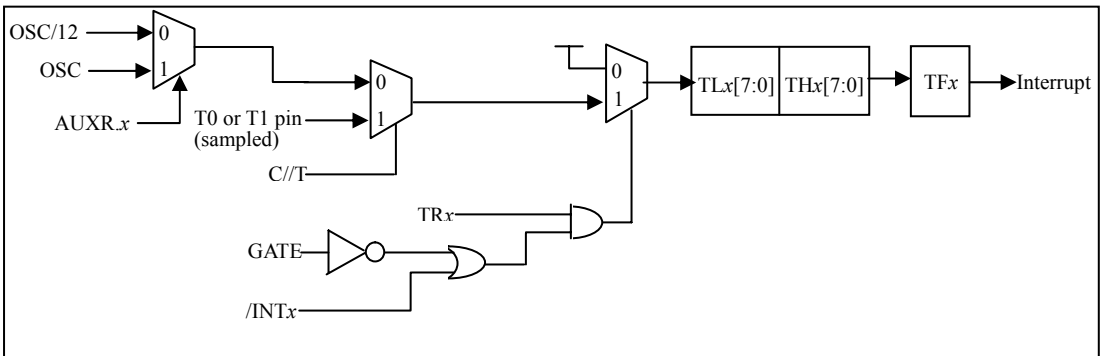 OSC/12
0
OSC
1
AUXR.x
0
T0 or T1 pin
1
(sampled)
C//T
0
1
TLx[7:0]
THx[7:0]
TFx
Interrupt
TRx
GATE
/INTx